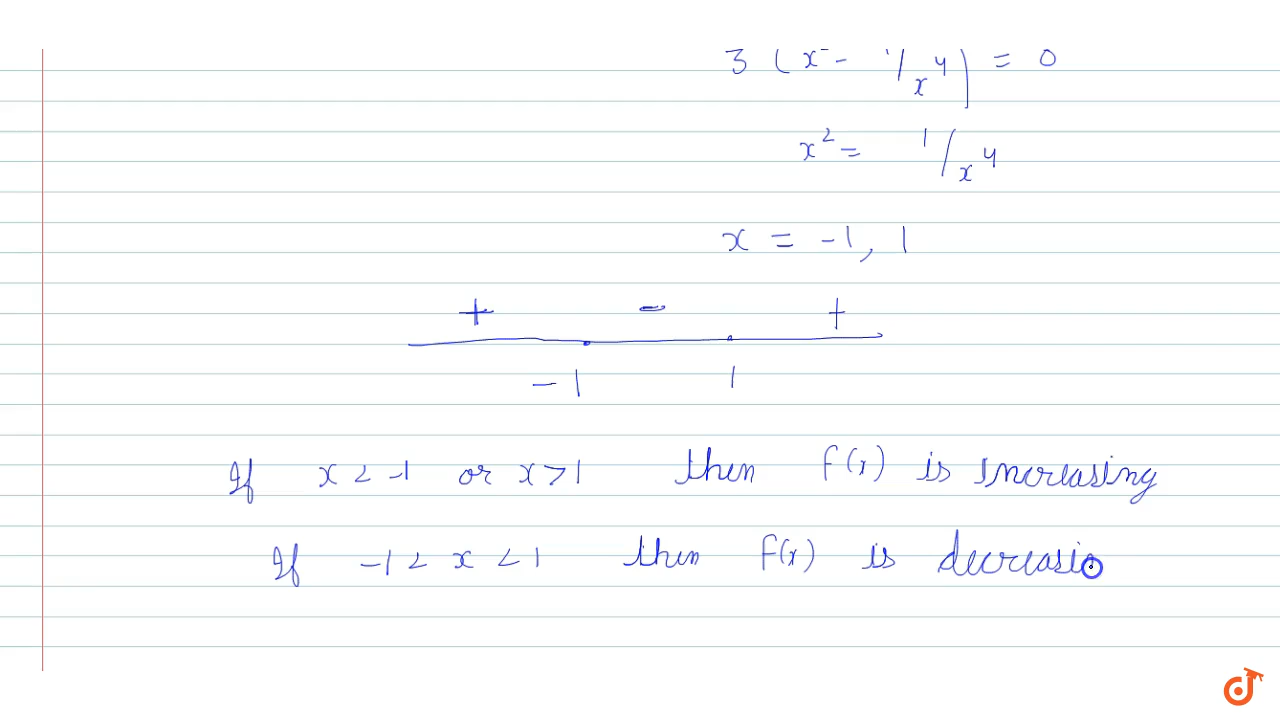 3 (x² - 1/x⁴) = 0
x² = 1/x⁴
x = -1, 1
+ - +
-1 1
If x < -1 or x > 1 then f(x) is Increasing
If -1 < x < 1 then f(x) is decreasin